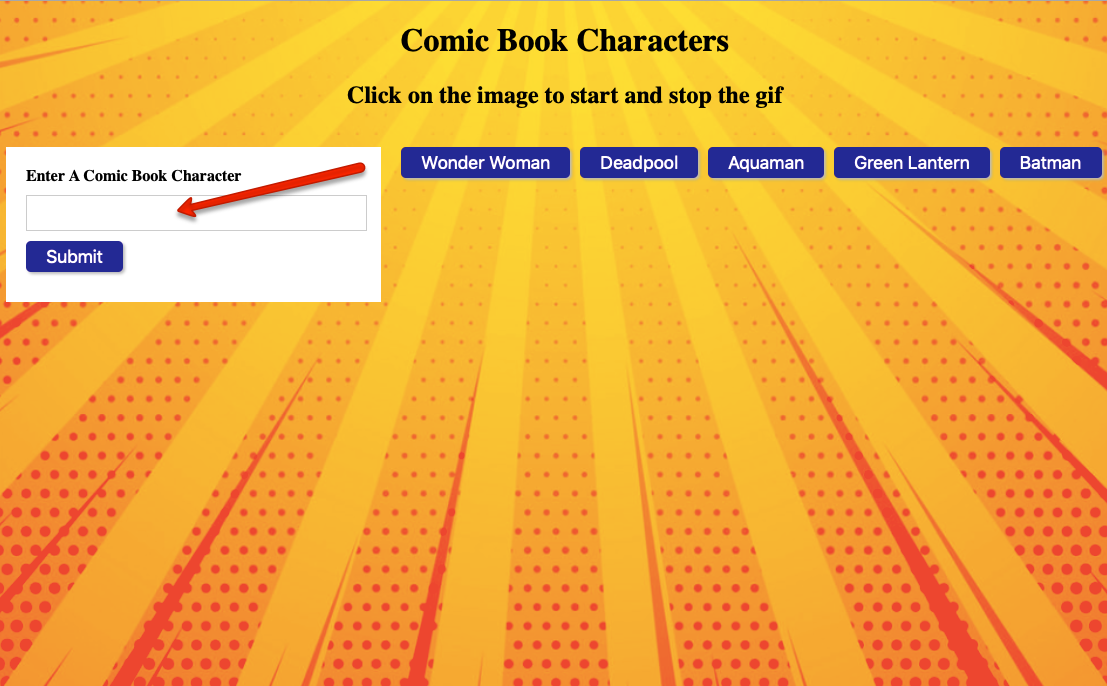 Comic Book Characters
Click on the image to start and stop the gif
Enter A Comic Book Character
Submit
Wonder Woman
Deadpool
Aquaman
Green Lantern
Batman